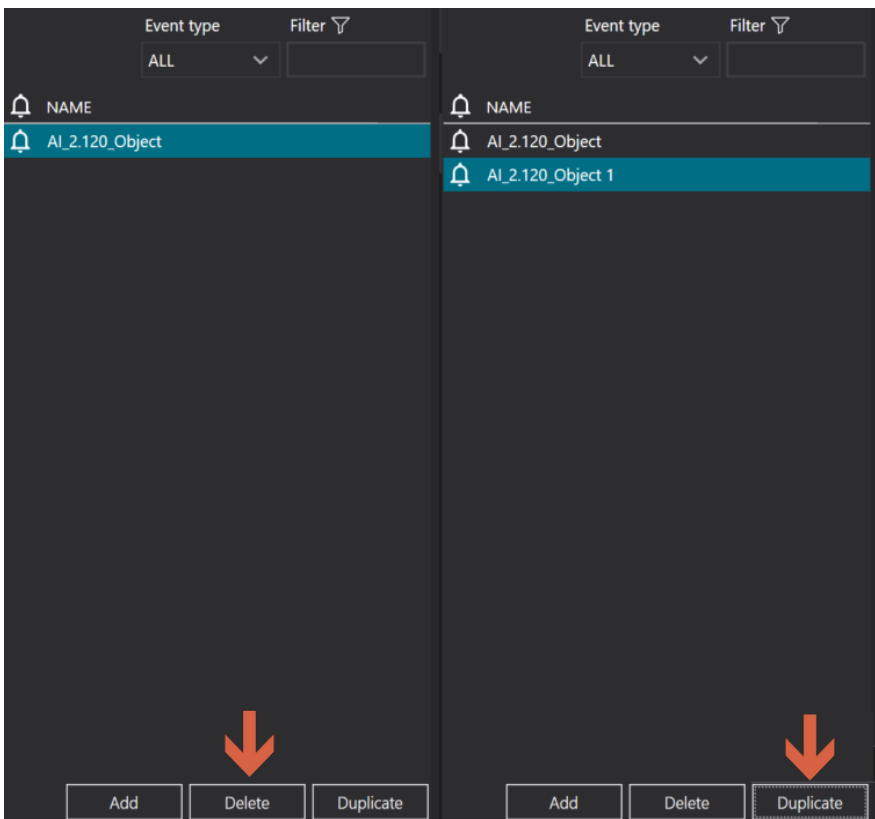 Event type Filter
ALL
NAME
AI_2.120_Object
Add Delete Duplicate
Event type Filter
ALL
NAME
AI_2.120_Object
AI_2.120_Object 1
Add Delete Duplicate